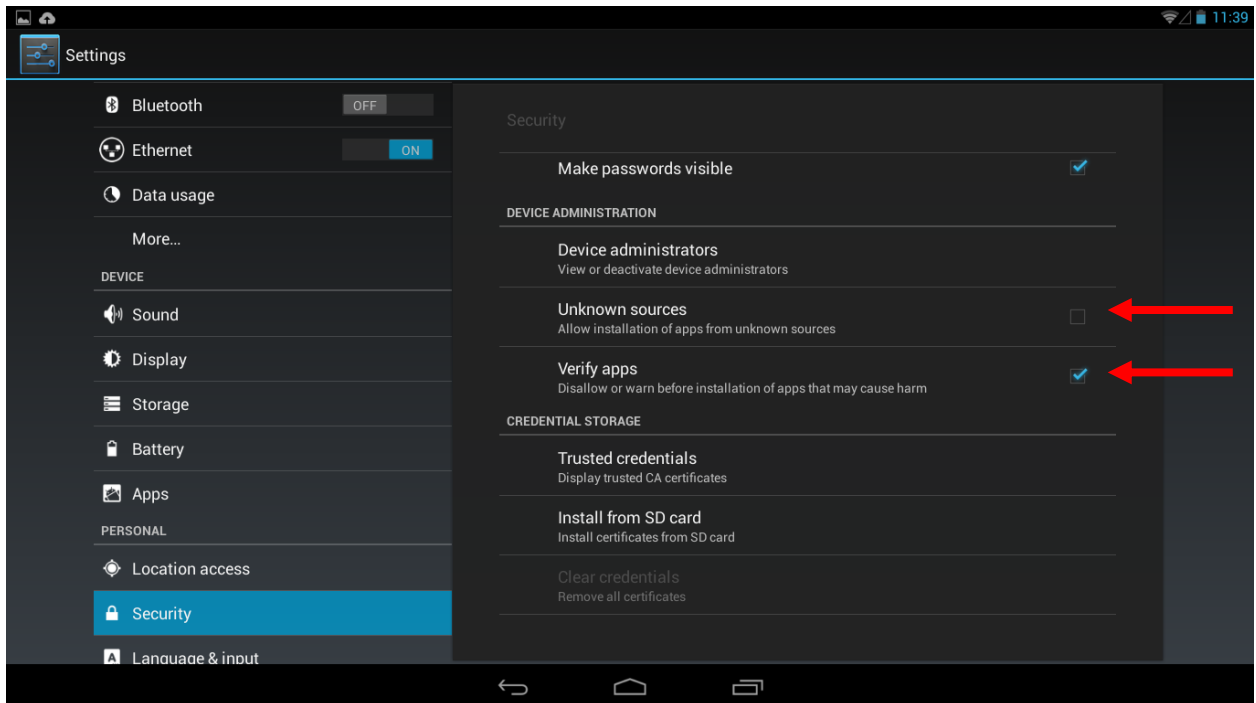 11:39
Settings
Bluetooth OFF
Ethernet ON
Data usage
More...
DEVICE
Sound
Display
Storage
Battery
Apps
PERSONAL
Location access
Security
A Language & input
Security
Make passwords visible
DEVICE ADMINISTRATION
Device administrators
View or deactivate device administrators
Unknown sources
Allow installation of apps from unknown sources
Verify apps
Disallow or warn before installation of apps that may cause harm
CREDENTIAL STORAGE
Trusted credentials
Display trusted CA certificates
Install from SD card
Install certificates from SD card
Clear credentials
Remove all certificates